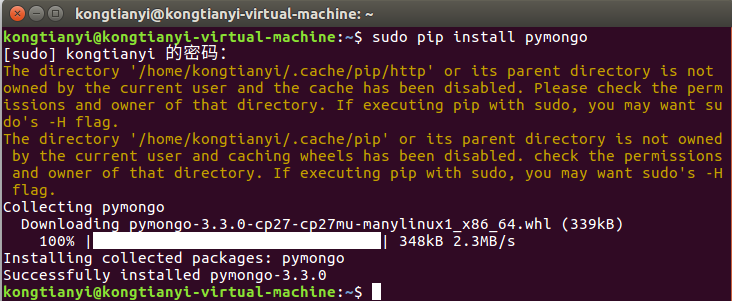 kongtianyi@kongtianyi-virtual-machine: ~
kongtianyi@kongtianyi-virtual-machine:~$ sudo pip install pymongo
[sudo] kongtianyi 的密码：
The directory '/home/kongtianyi/.cache/pip/http' or its parent directory is not
owned by the current user and the cache has been disabled. Please check the perm
issions and owner of that directory. If executing pip with sudo, you may want su
do's -H flag.
The directory '/home/kongtianyi/.cache/pip' or its parent directory is not owned
 by the current user and caching wheels has been disabled. check the permissions
 and owner of that directory. If executing pip with sudo, you may want sudo's -H
 flag.
Collecting pymongo
  Downloading pymongo-3.3.0-cp27-cp27mu-manylinux1_x86_64.whl (339kB)
    100% |████████████████████████████████| 348kB 2.3MB/s
Installing collected packages: pymongo
Successfully installed pymongo-3.3.0
kongtianyi@kongtianyi-virtual-machine:~$